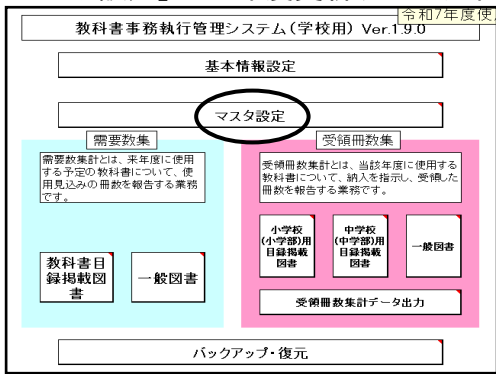 令和7年度使
教科書事務執行管理システム(学校用) Ver.1.9.0
基本情報設定
マスタ設定
需要数集
需要数集計とは、来年度に使用
する予定の教科書について、使
用見込みの冊数を報告する業務
です。
教科書目
録掲載図
書
一般図書
受領冊数集
受領冊数集計とは、当該年度に使用する
教科書について、納入を指示し、受領した
冊数を報告する業務です。
小学校
(小学部)用
目録掲載
図書
中学校
(中学部)用
目録掲載
図書
一般図書
受領冊数集計データ出力
バックアップ・復元